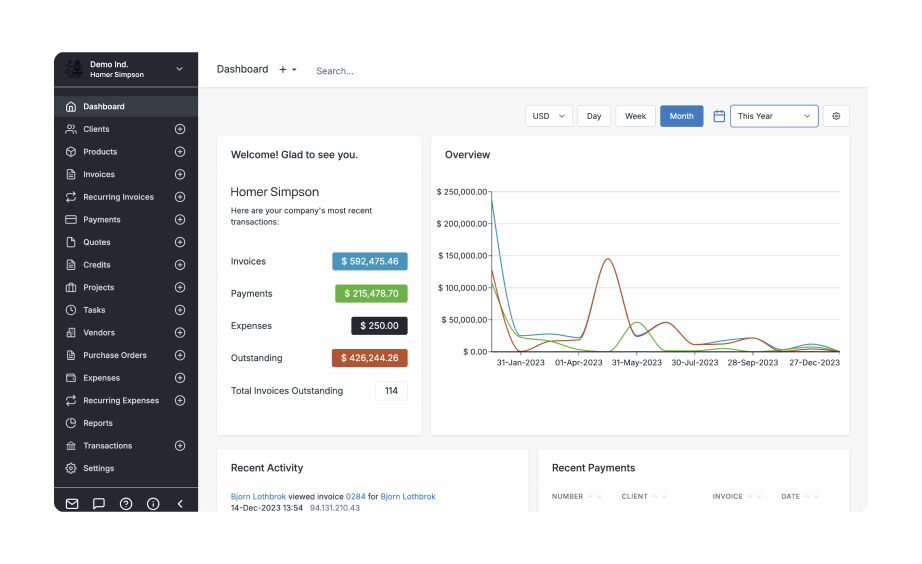 Demo Ind.
Homer Simpson
Dashboard
Clients
Products
Invoices
Recurring Invoices
Payments
Quotes
Credits
Projects
Tasks
Vendors
Purchase Orders
Expenses
Recurring Expenses
Reports
Transactions
Settings
Dashboard
Search...
USD Day Week Month This Year
Welcome! Glad to see you.
Homer Simpson
Here are your company's most recent
transactions:
Invoices $ 592,475.46
Payments $ 215,478.70
Expenses $ 250.00
Outstanding $ 426,244.26
Total Invoices Outstanding 114
Overview
$ 250,000.00
$ 200,000.00
$ 150,000.00
$ 100,000.00
$ 50,000.00
$ 0.00
31-Jan-2023 01-Apr-2023 31-May-2023 30-Jul-2023 28-Sep-2023 27-Dec-2023
Recent Activity
Bjorn Lothbrok viewed invoice 0284 for Bjorn Lothbrok
14-Dec-2023 13:54 94.131.210.43
Recent Payments
NUMBER CLIENT INVOICE DATE